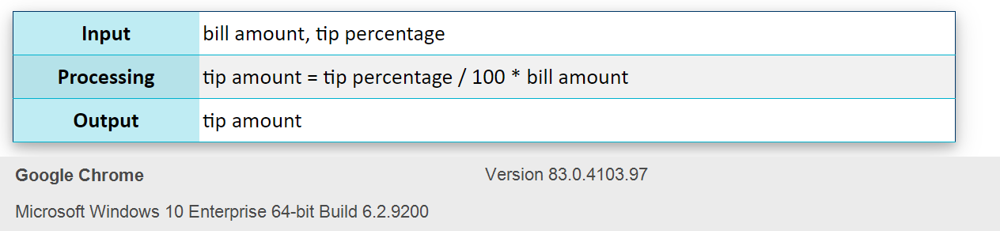 Input bill amount, tip percentage
Processing tip amount = tip percentage / 100 * bill amount
Output tip amount
Google Chrome Version 83.0.4103.97
Microsoft Windows 10 Enterprise 64-bit Build 6.2.9200